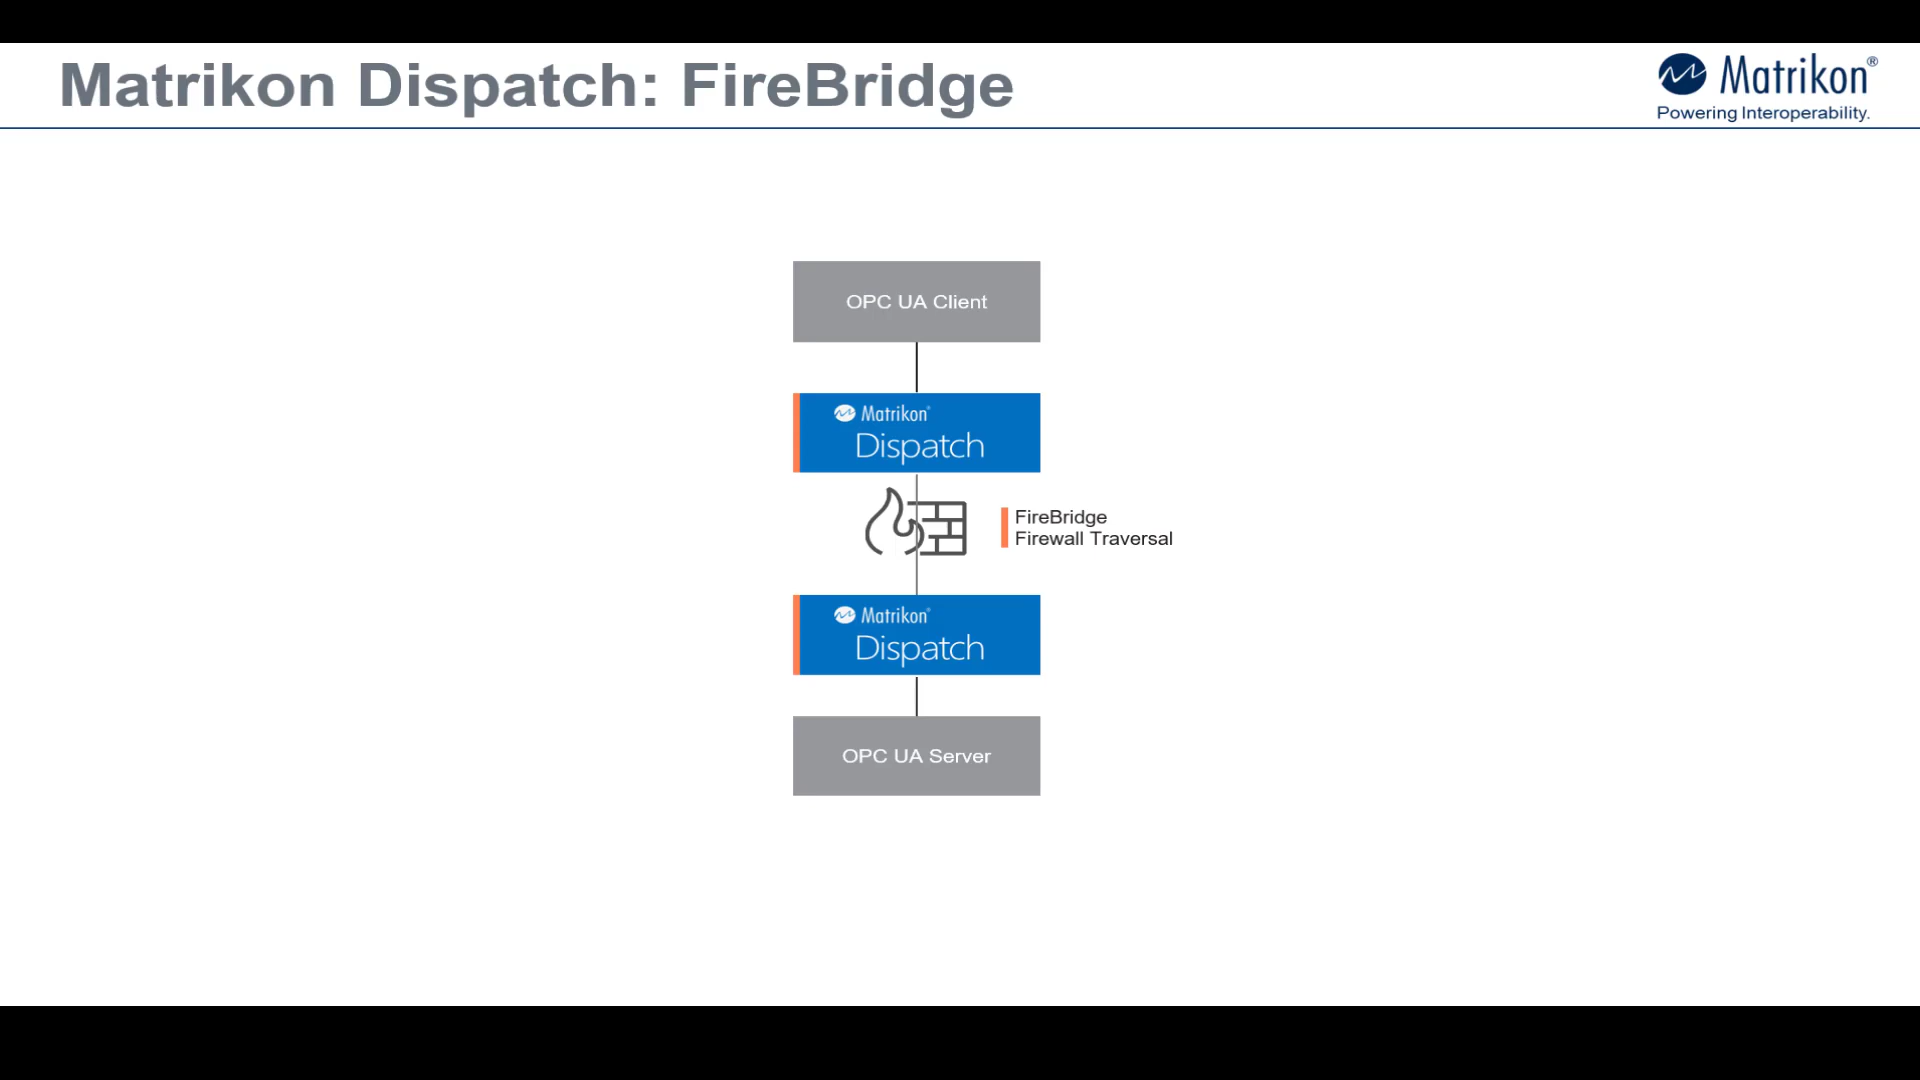 Matrikon Dispatch: FireBridge
Matrikon®
Powering Interoperability.
OPC UA Client
Matrikon®
Dispatch
FireBridge
Firewall Traversal
Matrikon®
Dispatch
OPC UA Server